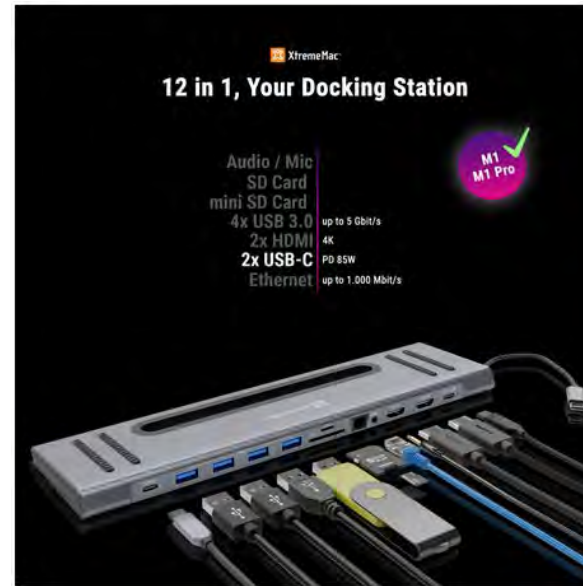 XtremeMac
12 in 1, Your Docking Station
M1
M1 Pro
Audio / Mic
SD Card
mini SD Card
4x USB 3.0 up to 5 Gbit/s
2x HDMI 4K
2x USB-C PD 85W
Ethernet up to 1.000 Mbit/s